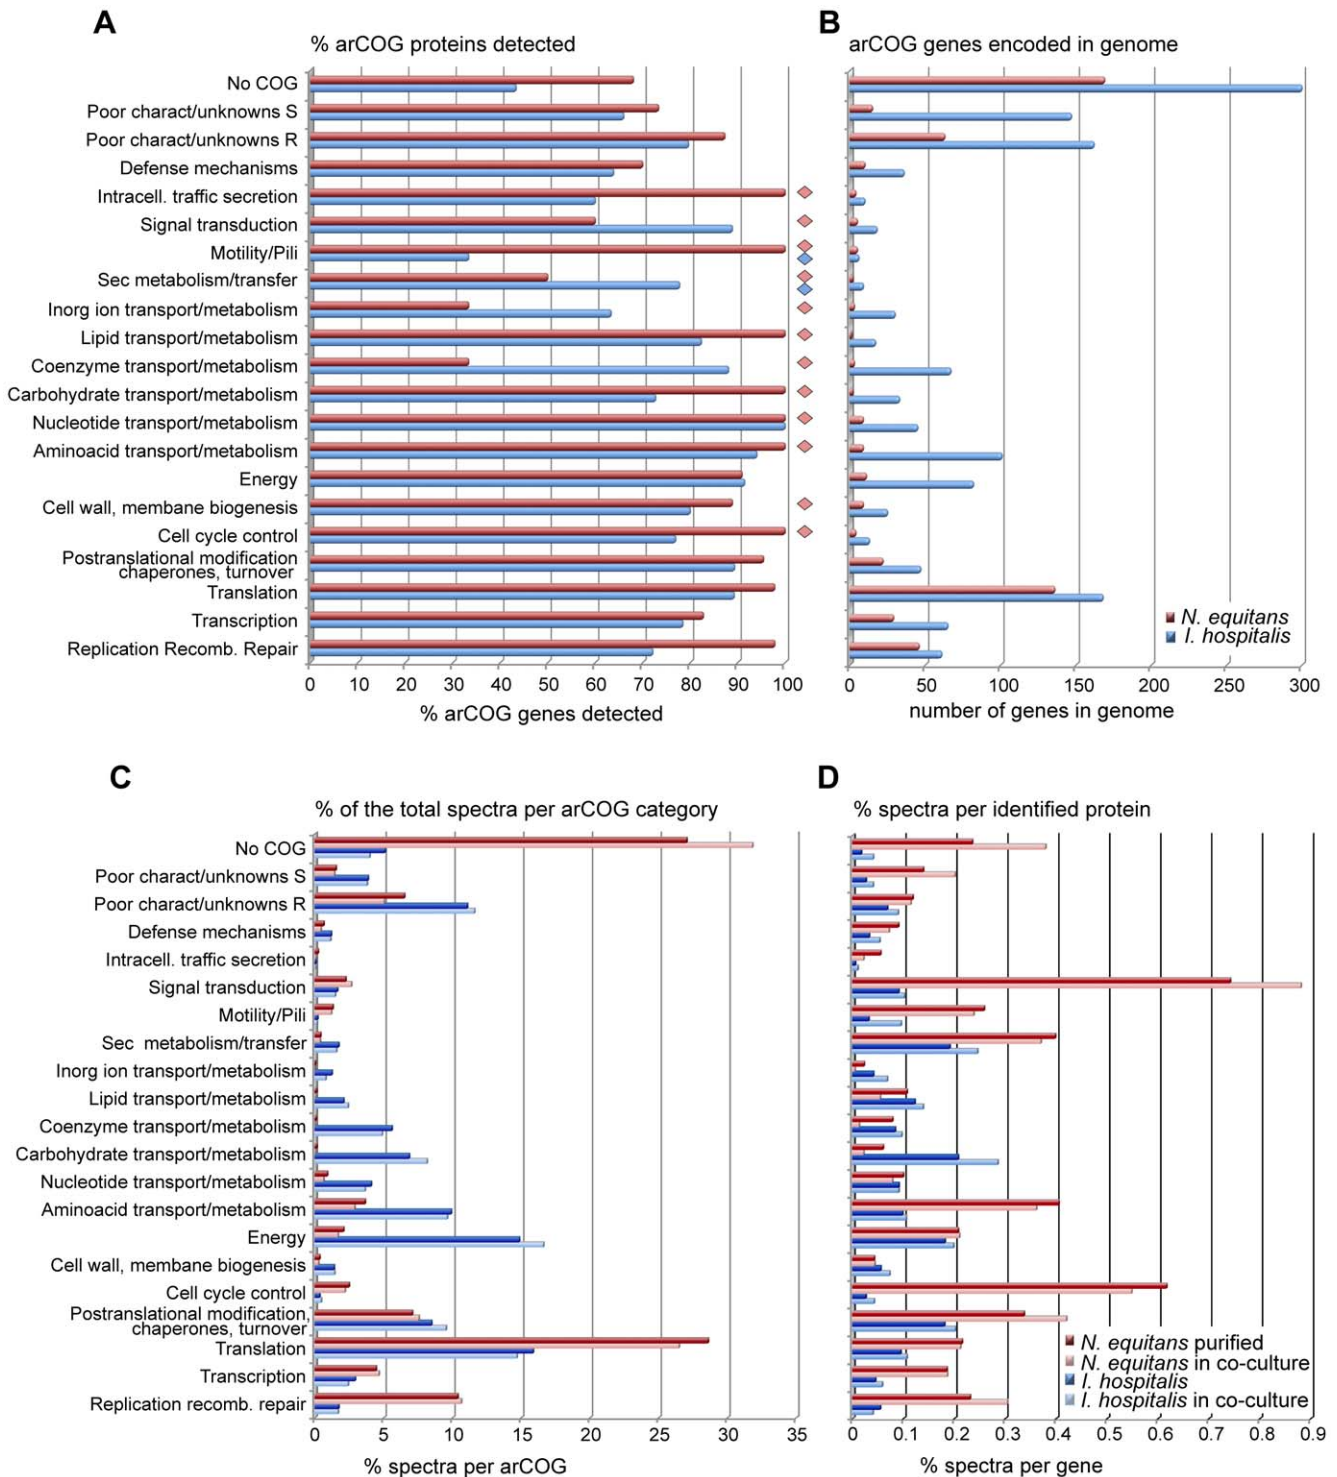 A
% arCOG proteins detected
No COG
Poor charact/unknowns S
Poor charact/unknowns R
Defense mechanisms
Intracell. traffic secretion
Signal transduction
Motility/Pili
Sec metabolism/transfer
Inorg ion transport/metabolism
Lipid transport/metabolism
Coenzyme transport/metabolism
Carbohydrate transport/metabolism
Nucleotide transport/metabolism
Aminoacid transport/metabolism
Energy
Cell wall, membane biogenesis
Cell cycle control
Postranslational modification
chaperones, turnover
Translation
Transcription
Replication Recomb. Repair
0 10 20 30 40 50 60 70 80 90 100
% arCOG genes detected
B
arCOG genes encoded in genome
N. equitans
I. hospitalis
0 50 100 150 200 250 300
number of genes in genome
C
% of the total spectra per arCOG category
No COG
Poor charact/unknowns S
Poor charact/unknowns R
Defense mechanisms
Intracell. traffic secretion
Signal transduction
Motility/Pili
Sec metabolism/transfer
Inorg ion transport/metabolism
Lipid transport/metabolism
Coenzyme transport/metabolism
Carbohydrate transport/metabolism
Nucleotide transport/metabolism
Aminoacid transport/metabolism
Energy
Cell wall, membane biogenesis
Cell cycle control
Postranslational modification,
chaperones, turnover
Translation
Transcription
Replication recomb. repair
0 5 10 15 20 25 30 35
% spectra per arCOG
D
% spectra per identified protein
N. equitans purified
N. equitans in co-culture
I. hospitalis
I. hospitalis in co-culture
0 0.1 0.2 0.3 0.4 0.5 0.6 0.7 0.8 0.9
% spectra per gene